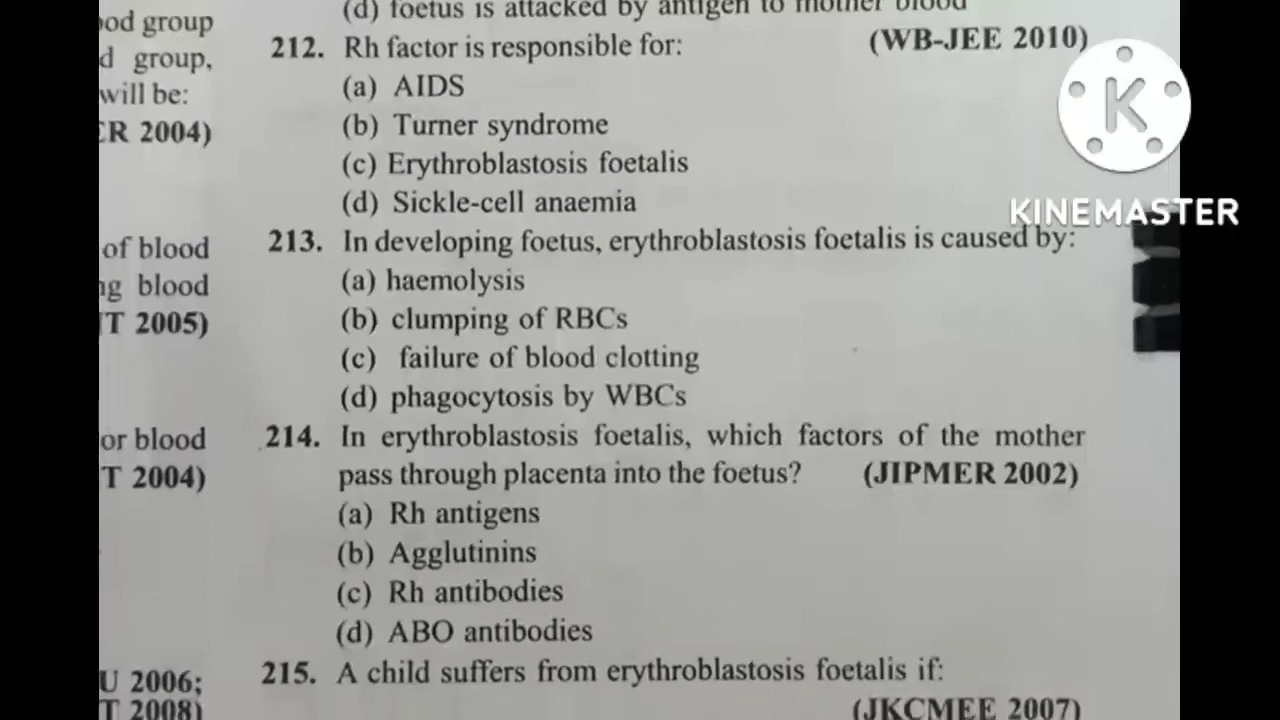 ood group
d group,
will be:
ER 2004)
of blood
ng blood
T 2005)
or blood
T 2004)
U 2006;
T 2008)
(d) foetus is attacked by antigen to mother blood
212. Rh factor is responsible for: (WB-JEE 2010)
(a) AIDS
(b) Turner syndrome
(c) Erythroblastosis foetalis
(d) Sickle-cell anaemia
213. In developing foetus, erythroblastosis foetalis is caused by:
(a) haemolysis
(b) clumping of RBCs
(c) failure of blood clotting
(d) phagocytosis by WBCs
214. In erythroblastosis foetalis, which factors of the mother
pass through placenta into the foetus? (JIPMER 2002)
(a) Rh antigens
(b) Agglutinins
(c) Rh antibodies
(d) ABO antibodies
215. A child suffers from erythroblastosis foetalis if:
(JKCMEE 2007)
K
KINEMASTER